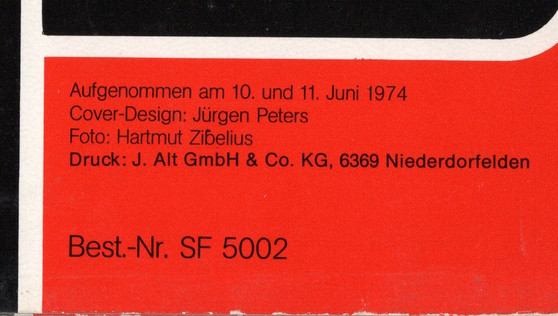 Aufgenommen am 10. und 11. Juni 1974
Cover-Design: Jürgen Peters
Foto: Hartmut Zibelius
Druck: J. Alt GmbH & Co. KG, 6369 Niederdorfelden
Best.-Nr. SF 5002